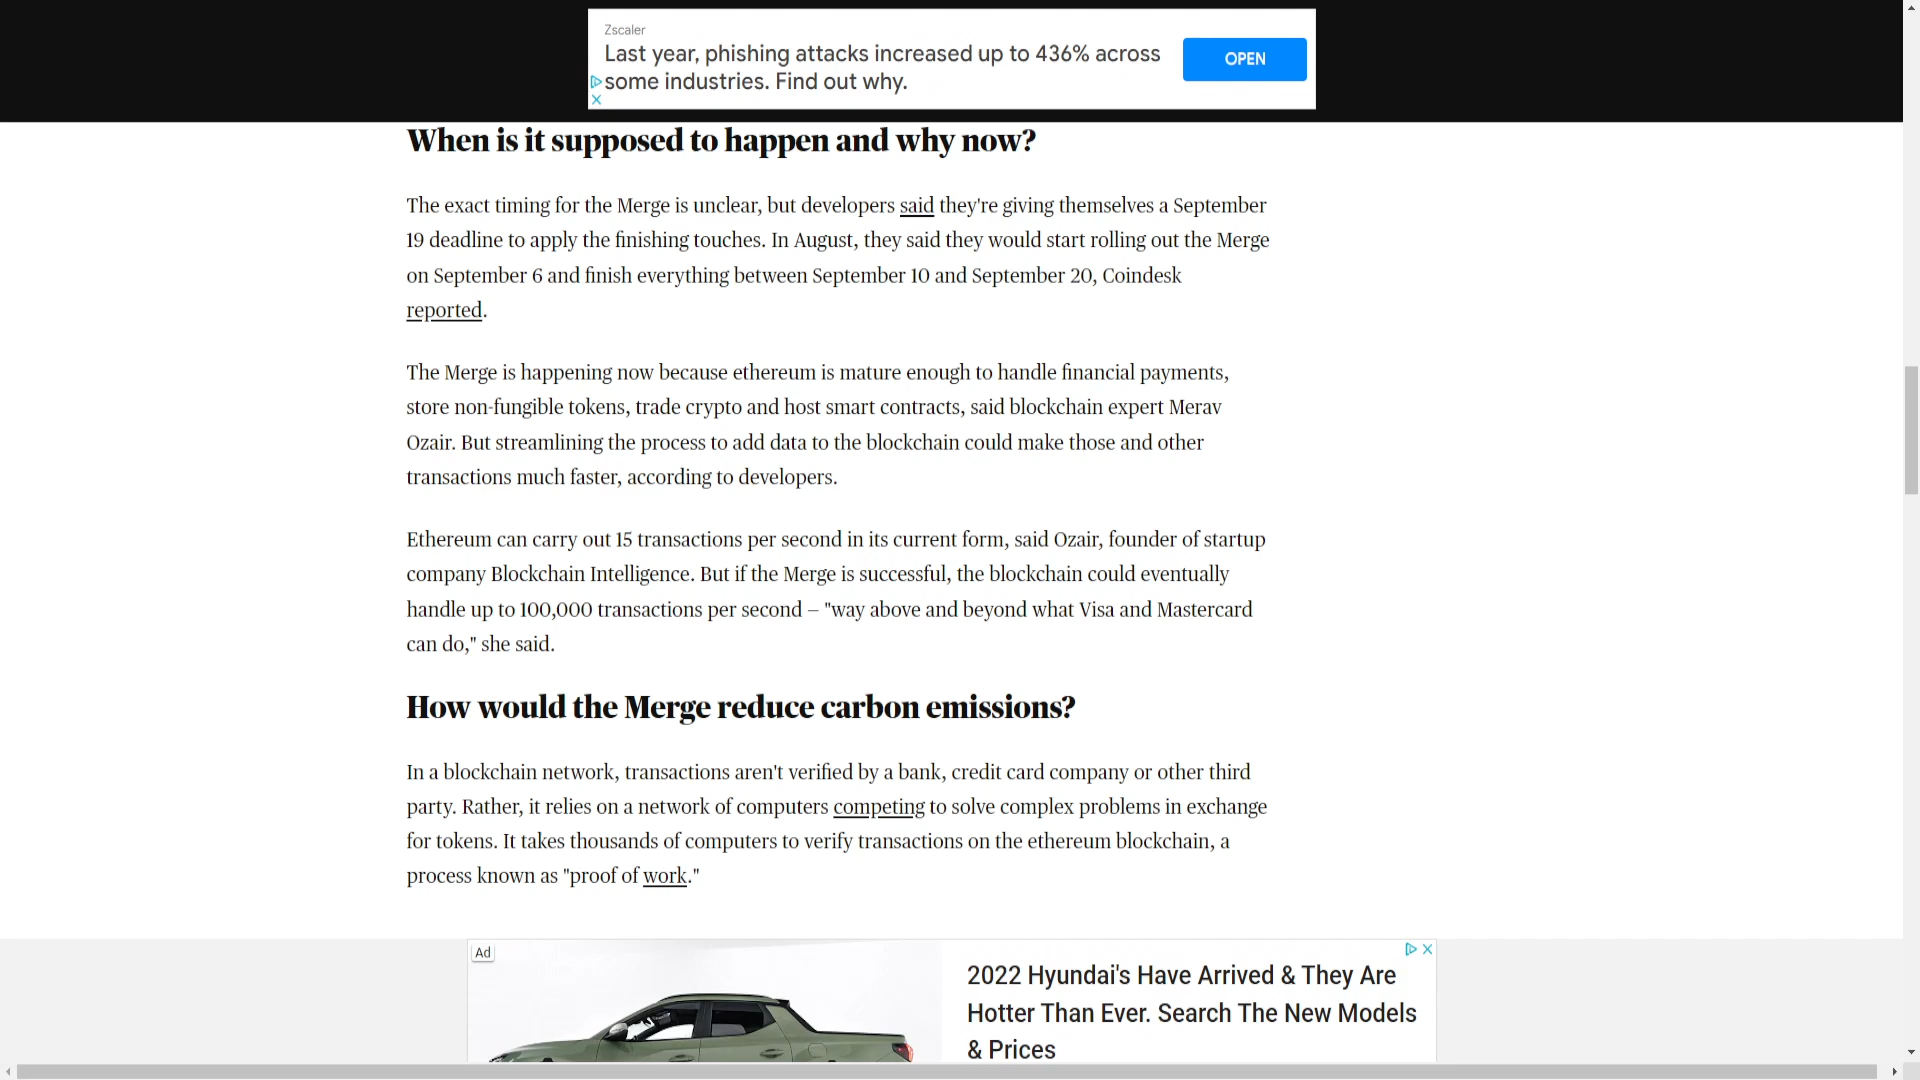 Zscaler
Last year, phishing attacks increased up to 436% across
some industries. Find out why.
OPEN
When is it supposed to happen and why now?
The exact timing for the Merge is unclear, but developers said they're giving themselves a September
19 deadline to apply the finishing touches. In August, they said they would start rolling out the Merge
on September 6 and finish everything between September 10 and September 20, Coindesk
reported.
The Merge is happening now because ethereum is mature enough to handle financial payments,
store non-fungible tokens, trade crypto and host smart contracts, said blockchain expert Merav
Ozair. But streamlining the process to add data to the blockchain could make those and other
transactions much faster, according to developers.
Ethereum can carry out 15 transactions per second in its current form, said Ozair, founder of startup
company Blockchain Intelligence. But if the Merge is successful, the blockchain could eventually
handle up to 100,000 transactions per second – "way above and beyond what Visa and Mastercard
can do," she said.
How would the Merge reduce carbon emissions?
In a blockchain network, transactions aren't verified by a bank, credit card company or other third
party. Rather, it relies on a network of computers competing to solve complex problems in exchange
for tokens. It takes thousands of computers to verify transactions on the ethereum blockchain, a
process known as "proof of work."
Ad
2022 Hyundai's Have Arrived & They Are
Hotter Than Ever. Search The New Models
& Prices